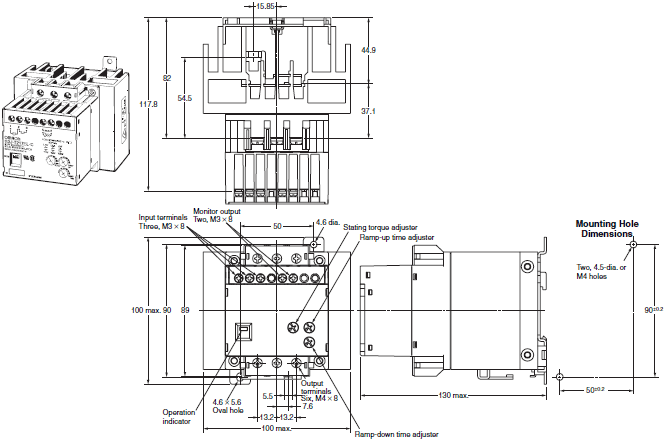 15.85
44.9
82
54.5
117.8
37.1
OMRON
Input terminals
Three, M3 × 8
Monitor output
Two, M3 × 8
50
4.6 dia.
Stating torque adjuster
Ramp-up time adjuster
Mounting Hole
Dimensions
Two, 4.5-dia. or
M4 holes
100 max. 90 89
90±0.2
50±0.2
Operation
indicator
4.6 × 5.6
Oval hole
5.5
7.6
13.2 13.2
100 max.
Output
terminals
Six, M4 × 8
130 max.
Ramp-down time adjuster